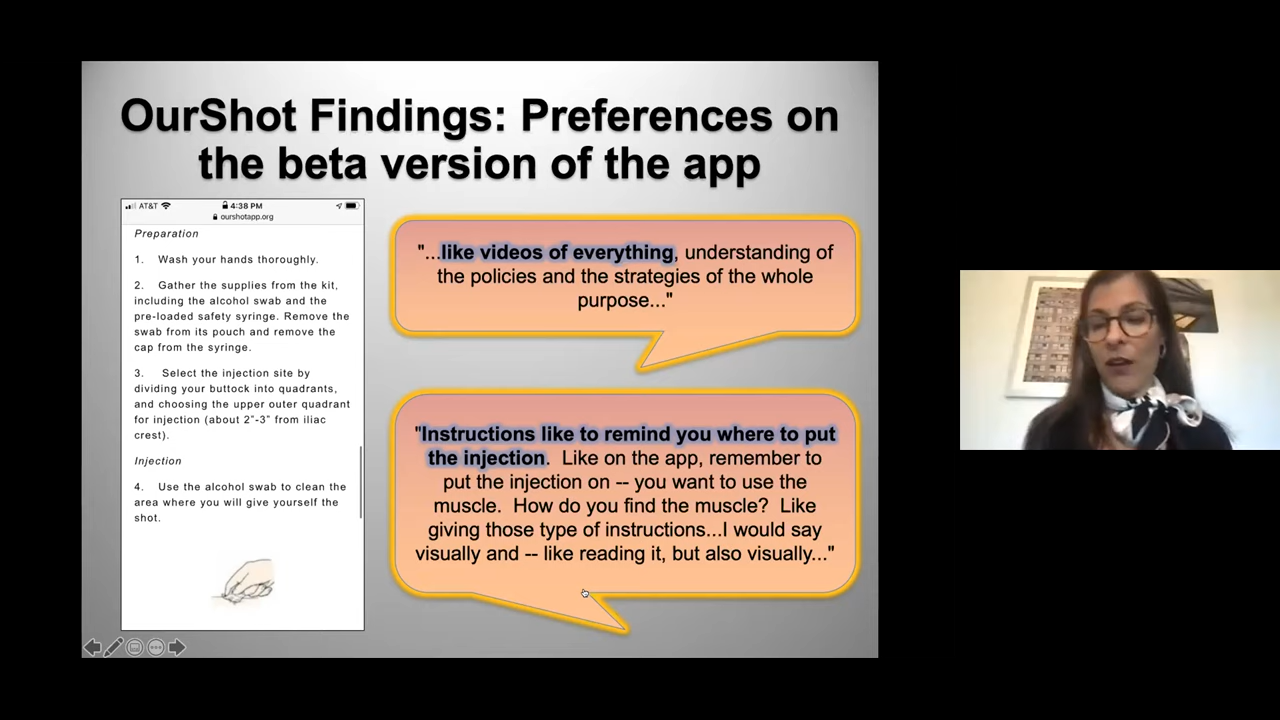 OurShot Findings: Preferences on
the beta version of the app
AT&T
4:38 PM
ourshotapp.org
Preparation
1. Wash your hands thoroughly.
2. Gather the supplies from the kit,
including the alcohol swab and the
pre-loaded safety syringe. Remove the
swab from its pouch and remove the
cap from the syringe.
3. Select the injection site by
dividing your buttock into quadrants,
and choosing the upper outer quadrant
for injection (about 2"-3" from iliac
crest).
Injection
4. Use the alcohol swab to clean the
area where you will give yourself the
shot.
"...like videos of everything, understanding of
the policies and the strategies of the whole
purpose..."
"Instructions like to remind you where to put
the injection. Like on the app, remember to
put the injection on -- you want to use the
muscle. How do you find the muscle? Like
giving those type of instructions...I would say
visually and -- like reading it, but also visually..."